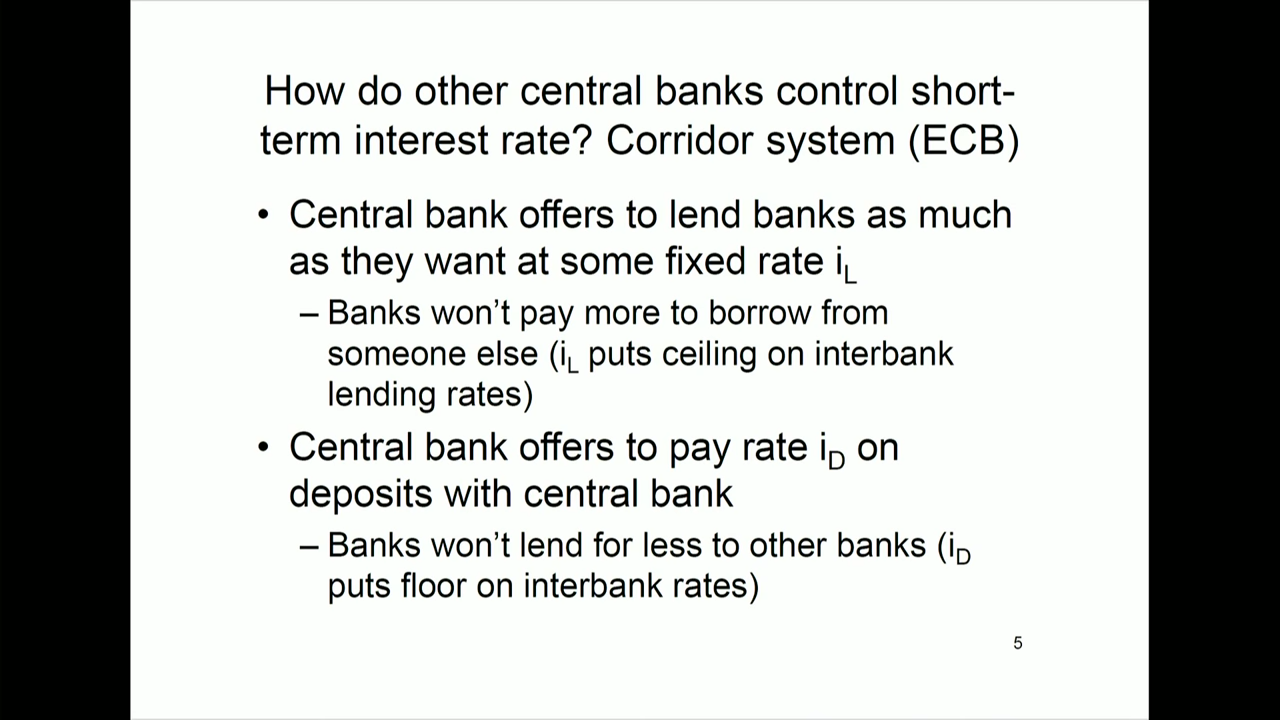 How do other central banks control short-
term interest rate? Corridor system (ECB)
• Central bank offers to lend banks as much
as they want at some fixed rate iL
– Banks won’t pay more to borrow from
someone else (iL puts ceiling on interbank
lending rates)
• Central bank offers to pay rate iD on
deposits with central bank
– Banks won’t lend for less to other banks (iD
puts floor on interbank rates)
5